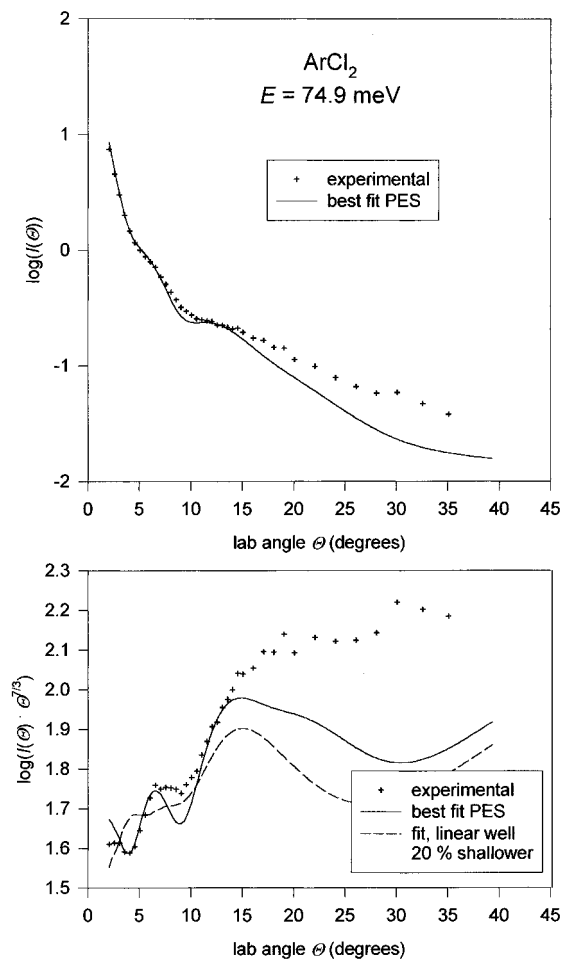 2
ArCl₂
E = 74.9 meV
1
+ experimental
best fit PES
log(I(Θ))
0
-1
-2
0 5 10 15 20 25 30 35 40 45
lab angle Θ (degrees)
2.3
2.2
2.1
2.0
log(I(Θ) · Θ^7/3)
1.9
1.8
+ experimental
best fit PES
1.7
fit, linear well
20 % shallower
1.6
1.5
0 5 10 15 20 25 30 35 40 45
lab angle Θ (degrees)